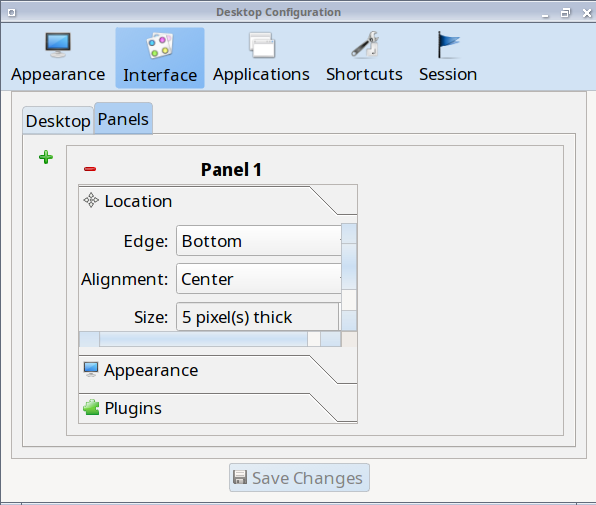 Desktop Configuration
Appearance Interface Applications Shortcuts Session
Desktop Panels
Panel 1
Location
Edge: Bottom
Alignment: Center
Size: 5 pixel(s) thick
Appearance
Plugins
Save Changes